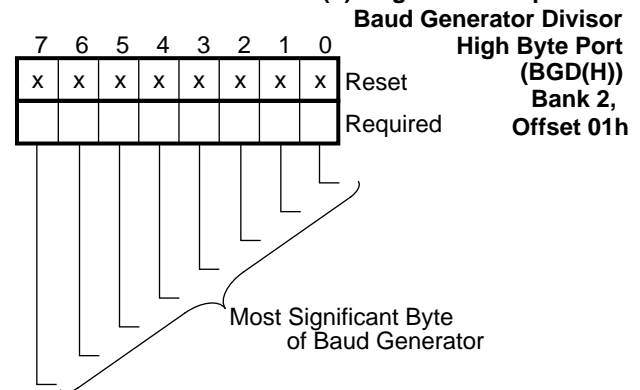 Baud Generator Divisor
High Byte Port
(BGD(H))
Bank 2,
Offset 01h
7 6 5 4 3 2 1 0
x x x x x x x x Reset
Required
Most Significant Byte
of Baud Generator